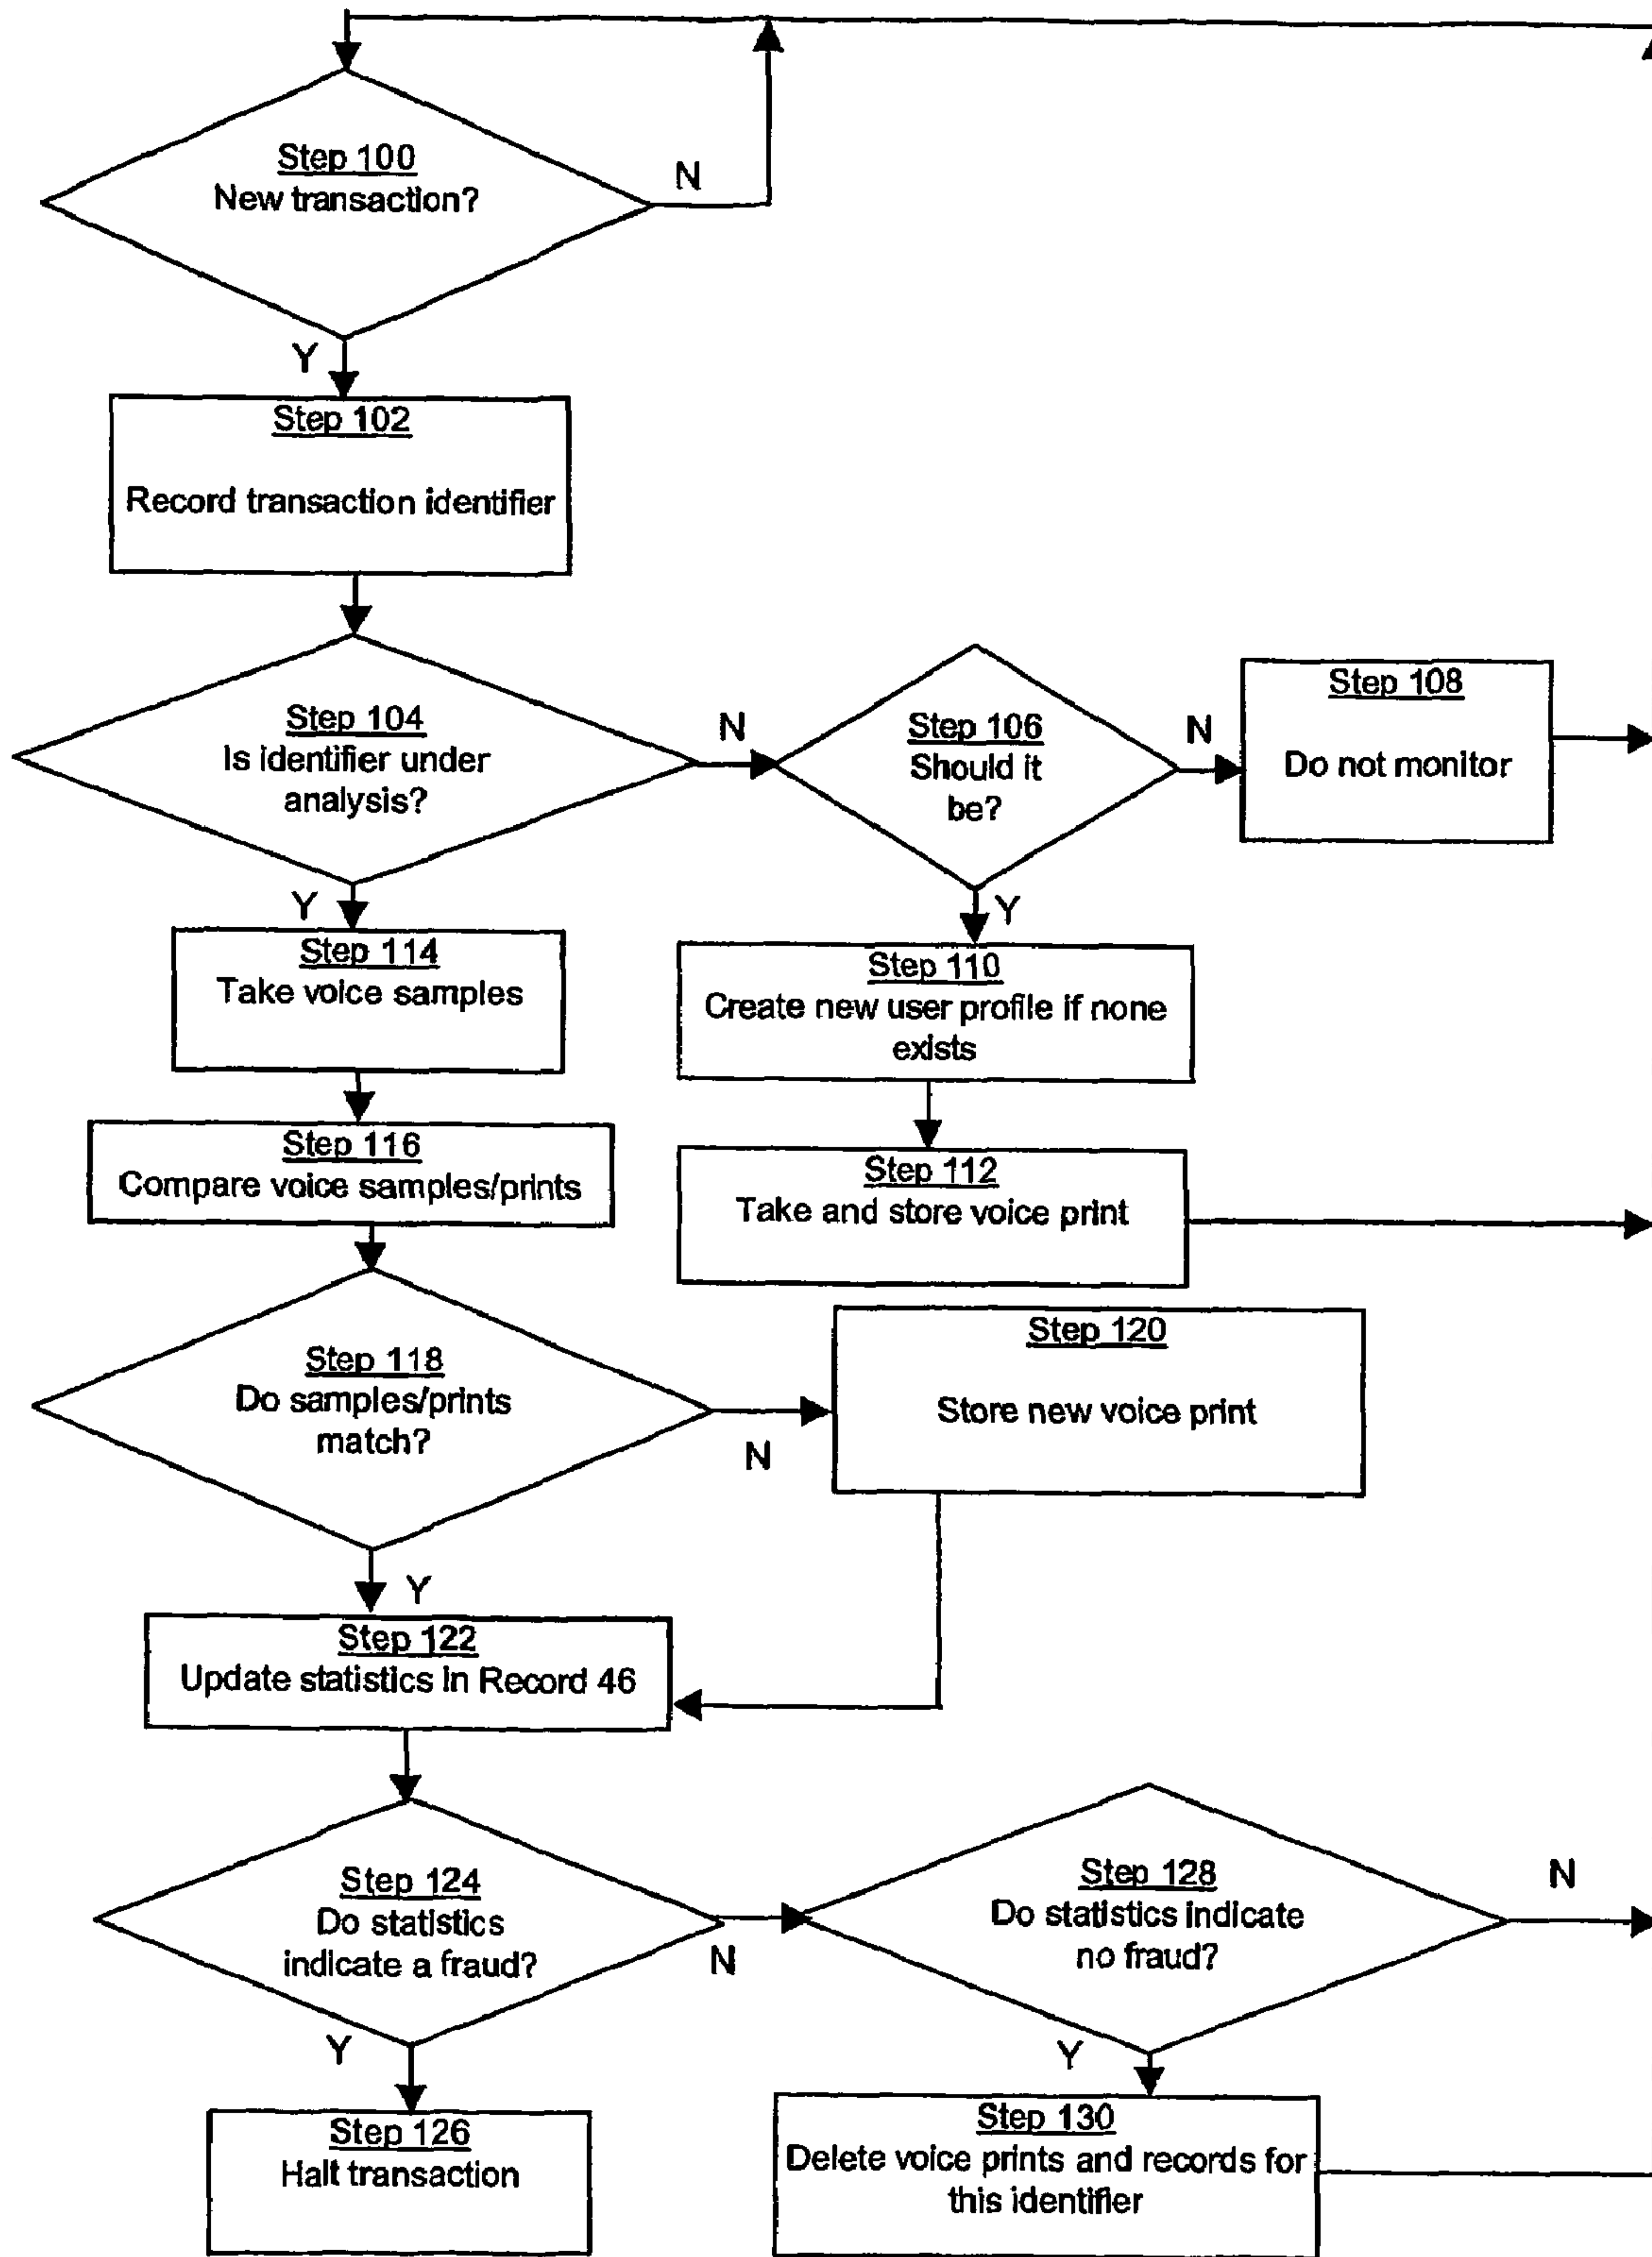 Step 100
New transaction?
N
Y
Step 102
Record transaction identifier
Step 104
Is identifier under
analysis?
N
Step 106
Should it
be?
N
Step 108
Do not monitor
Y
Y
Step 114
Take voice samples
Step 110
Create new user profile if none
exists
Step 116
Compare voice samples/prints
Step 112
Take and store voice print
Step 118
Do samples/prints
match?
N
Step 120
Store new voice print
Y
Step 122
Update statistics in Record 46
Step 124
Do statistics
indicate a fraud?
N
Step 128
Do statistics indicate
no fraud?
N
Y
Y
Step 126
Halt transaction
Step 130
Delete voice prints and records for
this identifier